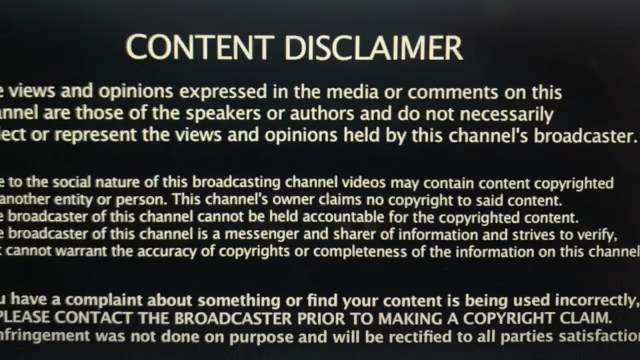 CONTENT DISCLAIMER
e views and opinions expressed in the media or comments on this
nnel are those of the speakers or authors and do not necessarily
lect or represent the views and opinions held by this channel's broadcaster.
e to the social nature of this broadcasting channel videos may contain content copyrighted
another entity or person. This channel's owner claims no copyright to said content.
e broadcaster of this channel cannot be held accountable for the copyrighted content.
e broadcaster of this channel is a messenger and sharer of information and strives to verify,
t cannot warrant the accuracy of copyrights or completeness of the information on this channel
u have a complaint about something or find your content is being used incorrectly,
PLEASE CONTACT THE BROADCASTER PRIOR TO MAKING A COPYRIGHT CLAIM.
nfringement was not done on purpose and will be rectified to all parties satisfactio